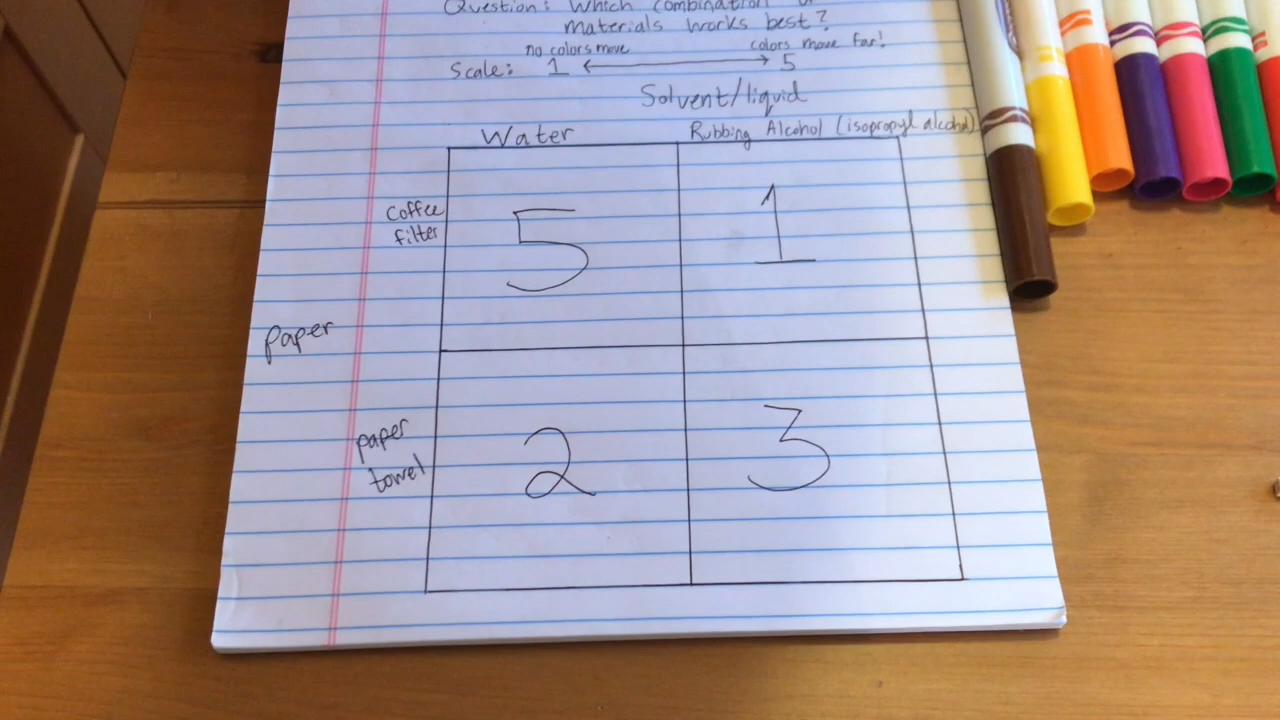 Question: Which combination of
materials works best?
no colors move colors move far!
Scale: 1 5
Solvent/liquid
Water Rubbing Alcohol (isopropyl alcohol)
coffee
filter
5 1
Paper
paper
towel
2 3